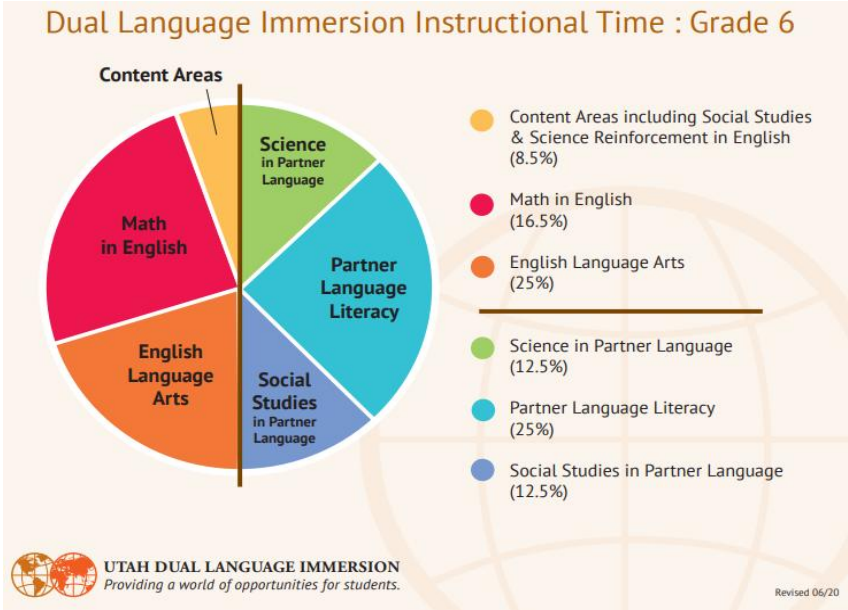 Dual Language Immersion Instructional Time : Grade 6
Content Areas
Science
in Partner
Language
Math
in English
Partner
Language
Literacy
English
Language
Arts
Social
Studies
in Partner
Language
Content Areas including Social Studies
& Science Reinforcement in English
(8.5%)
Math in English
(16.5%)
English Language Arts
(25%)
Science in Partner Language
(12.5%)
Partner Language Literacy
(25%)
Social Studies in Partner Language
(12.5%)
UTAH DUAL LANGUAGE IMMERSION
Providing a world of opportunities for students.
Revised 06/20